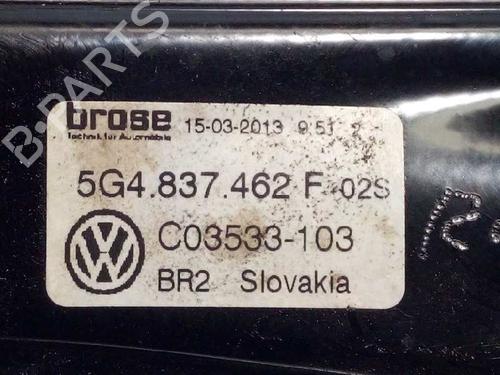 B-PARTS
brose
Technik für Automobile
15-03-2013 9:51 2
5G4.837.462 F 02S
C03533-103
BR2 Slovakia